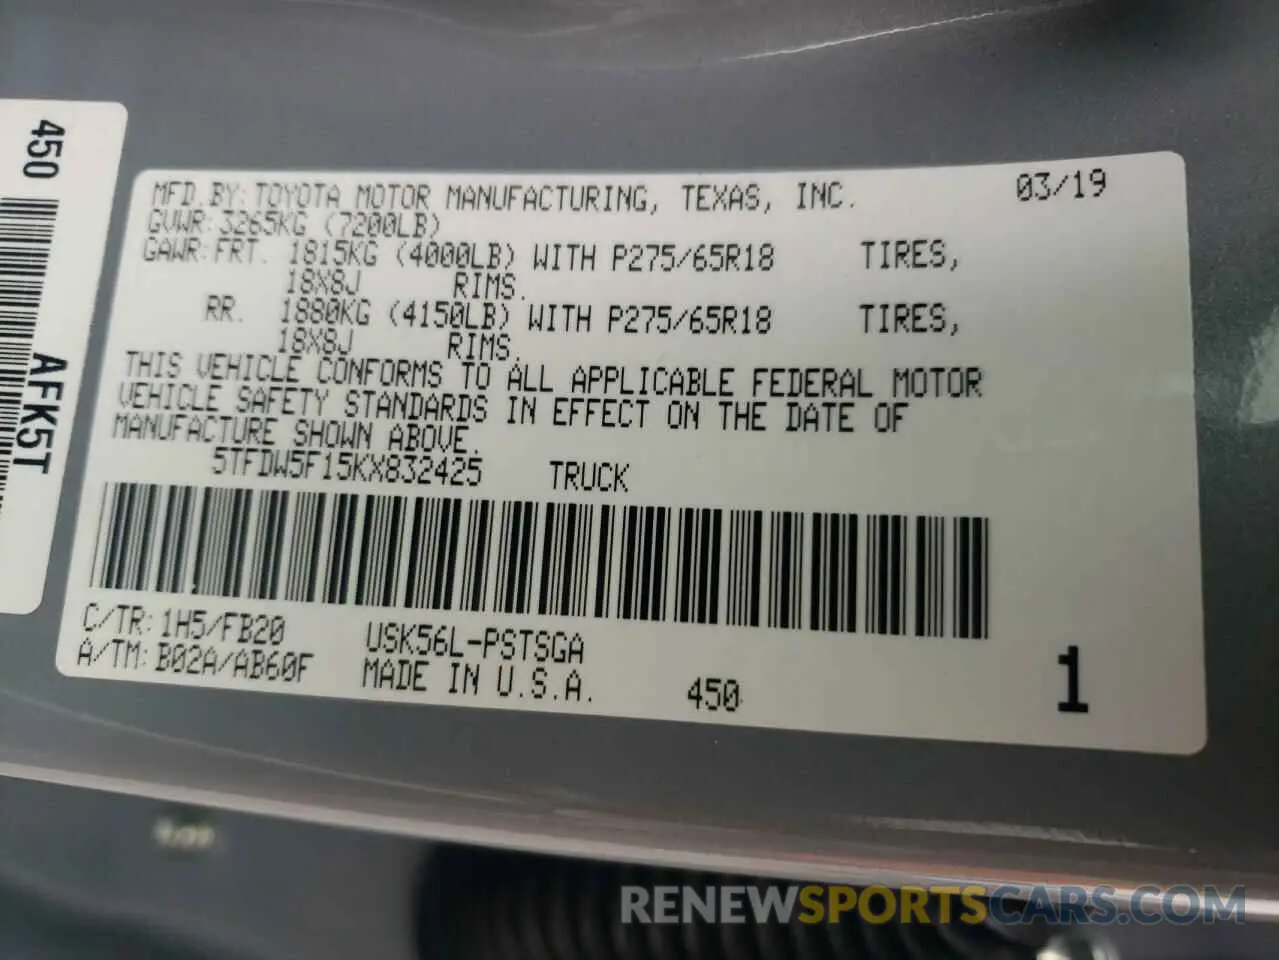 450
AFK5T
MFD.BY:TOYOTA MOTOR MANUFACTURING, TEXAS, INC. 03/19
GVWR:3265KG (7200LB)
GAWR:FRT. 1815KG (4000LB) WITH P275/65R18 TIRES,
18X8J RIMS.
RR. 1880KG (4150LB) WITH P275/65R18 TIRES,
18X8J RIMS.
THIS VEHICLE CONFORMS TO ALL APPLICABLE FEDERAL MOTOR
VEHICLE SAFETY STANDARDS IN EFFECT ON THE DATE OF
MANUFACTURE SHOWN ABOVE.
5TFDW5F15KX832425 TRUCK
C/TR:1H5/FB20 USK56L-PSTSGA
A/TM:B02A/AB60F MADE IN U.S.A. 450 1
RENEWSPORTSCARS.COM